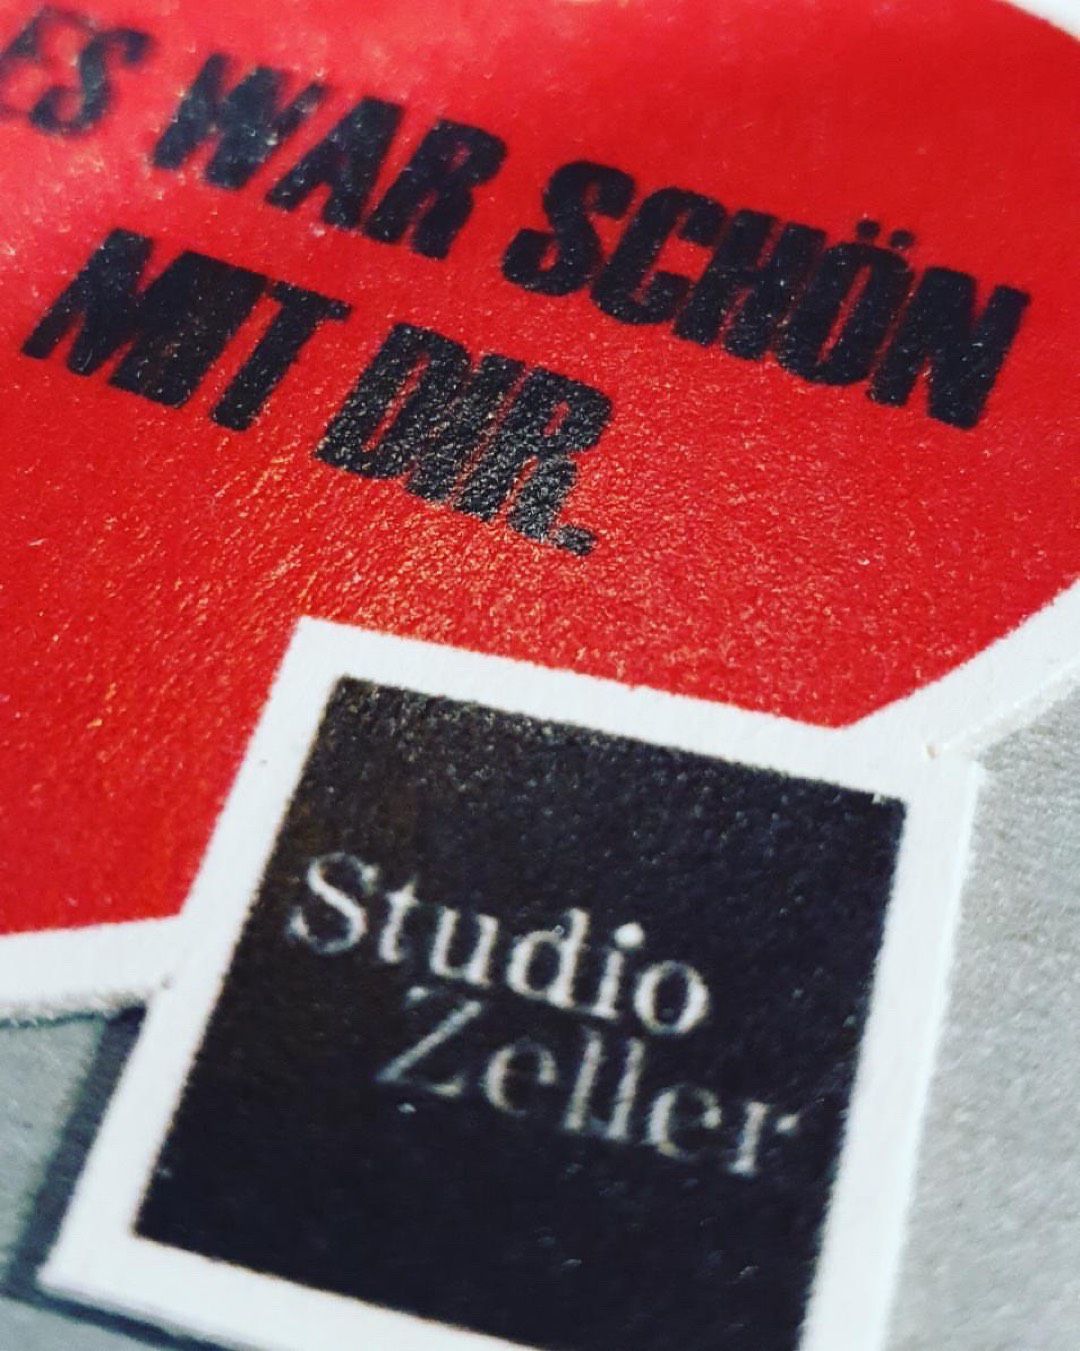 ES WAR SCHÖN
MIT DIR.
Studio
Zeller